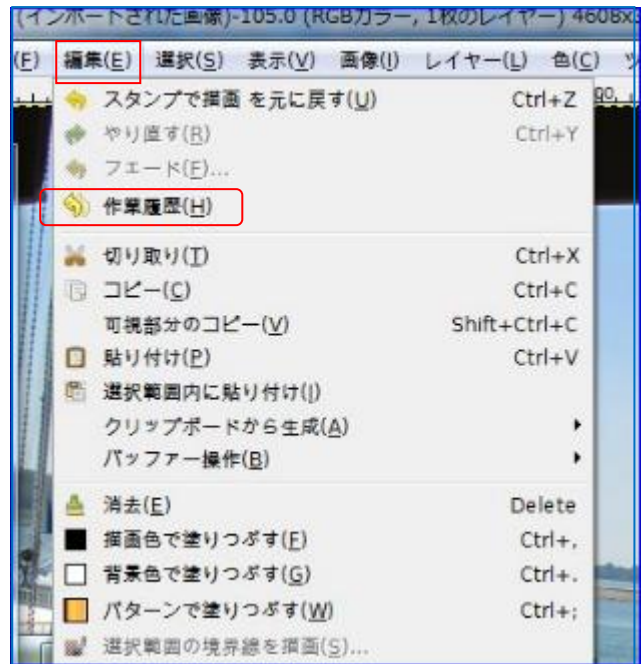 (インポートされた画像)-105.0 (RGBカラー, 1枚のレイヤー) 4608x
(F) 編集(E) 選択(S) 表示(V) 画像(I) レイヤー(L) 色(C) ツ
スタンプで描画 を元に戻す(U) Ctrl+Z
やり直す(R) Ctrl+Y
フェード(F)...
作業履歴(H)
切り取り(T) Ctrl+X
コピー(C) Ctrl+C
可視部分のコピー(V) Shift+Ctrl+C
貼り付け(P) Ctrl+V
選択範囲内に貼り付け(I)
クリップボードから生成(A)
バッファー操作(B)
消去(E) Delete
描画色で塗りつぶす(F) Ctrl+,
背景色で塗りつぶす(G) Ctrl+.
パターンで塗りつぶす(W) Ctrl+;
選択範囲の境界線を描画(S)...